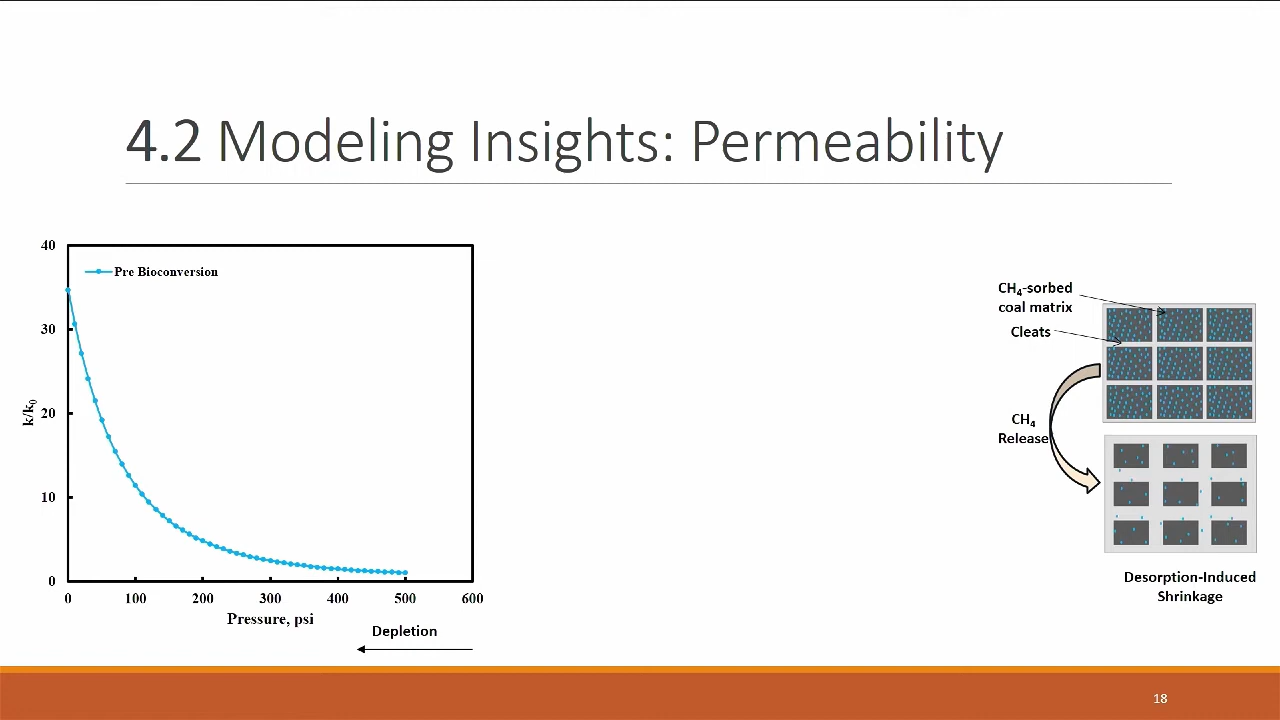 4.2 Modeling Insights: Permeability
40
30
20
10
0
k/k0
Pre Bioconversion
0 100 200 300 400 500 600
Pressure, psi
Depletion
CH4-sorbed
coal matrix
Cleats
CH4
Release
Desorption-Induced
Shrinkage
18